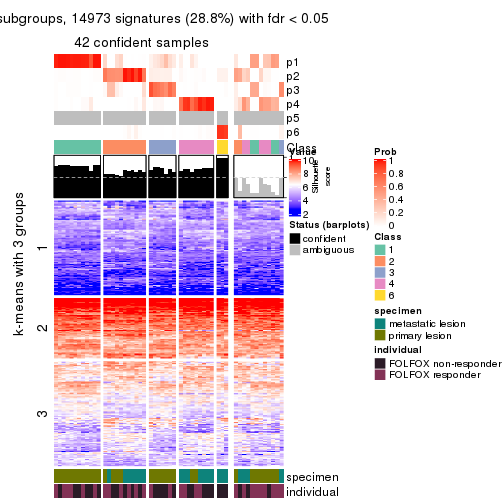 subgroups, 14973 signatures (28.8%) with fdr < 0.05
42 confident samples
p1
p2
p3
p4
p5
p6
Class
Silhouette
score
k-means with 3 groups
1
2
3
specimen
individual
Value
10
8
6
4
2
Status (barplots)
confident
ambiguous
Prob
1
0.8
0.6
0.4
0.2
0
Class
1
2
3
4
6
specimen
metastatic lesion
primary lesion
individual
FOLFOX non-responder
FOLFOX responder